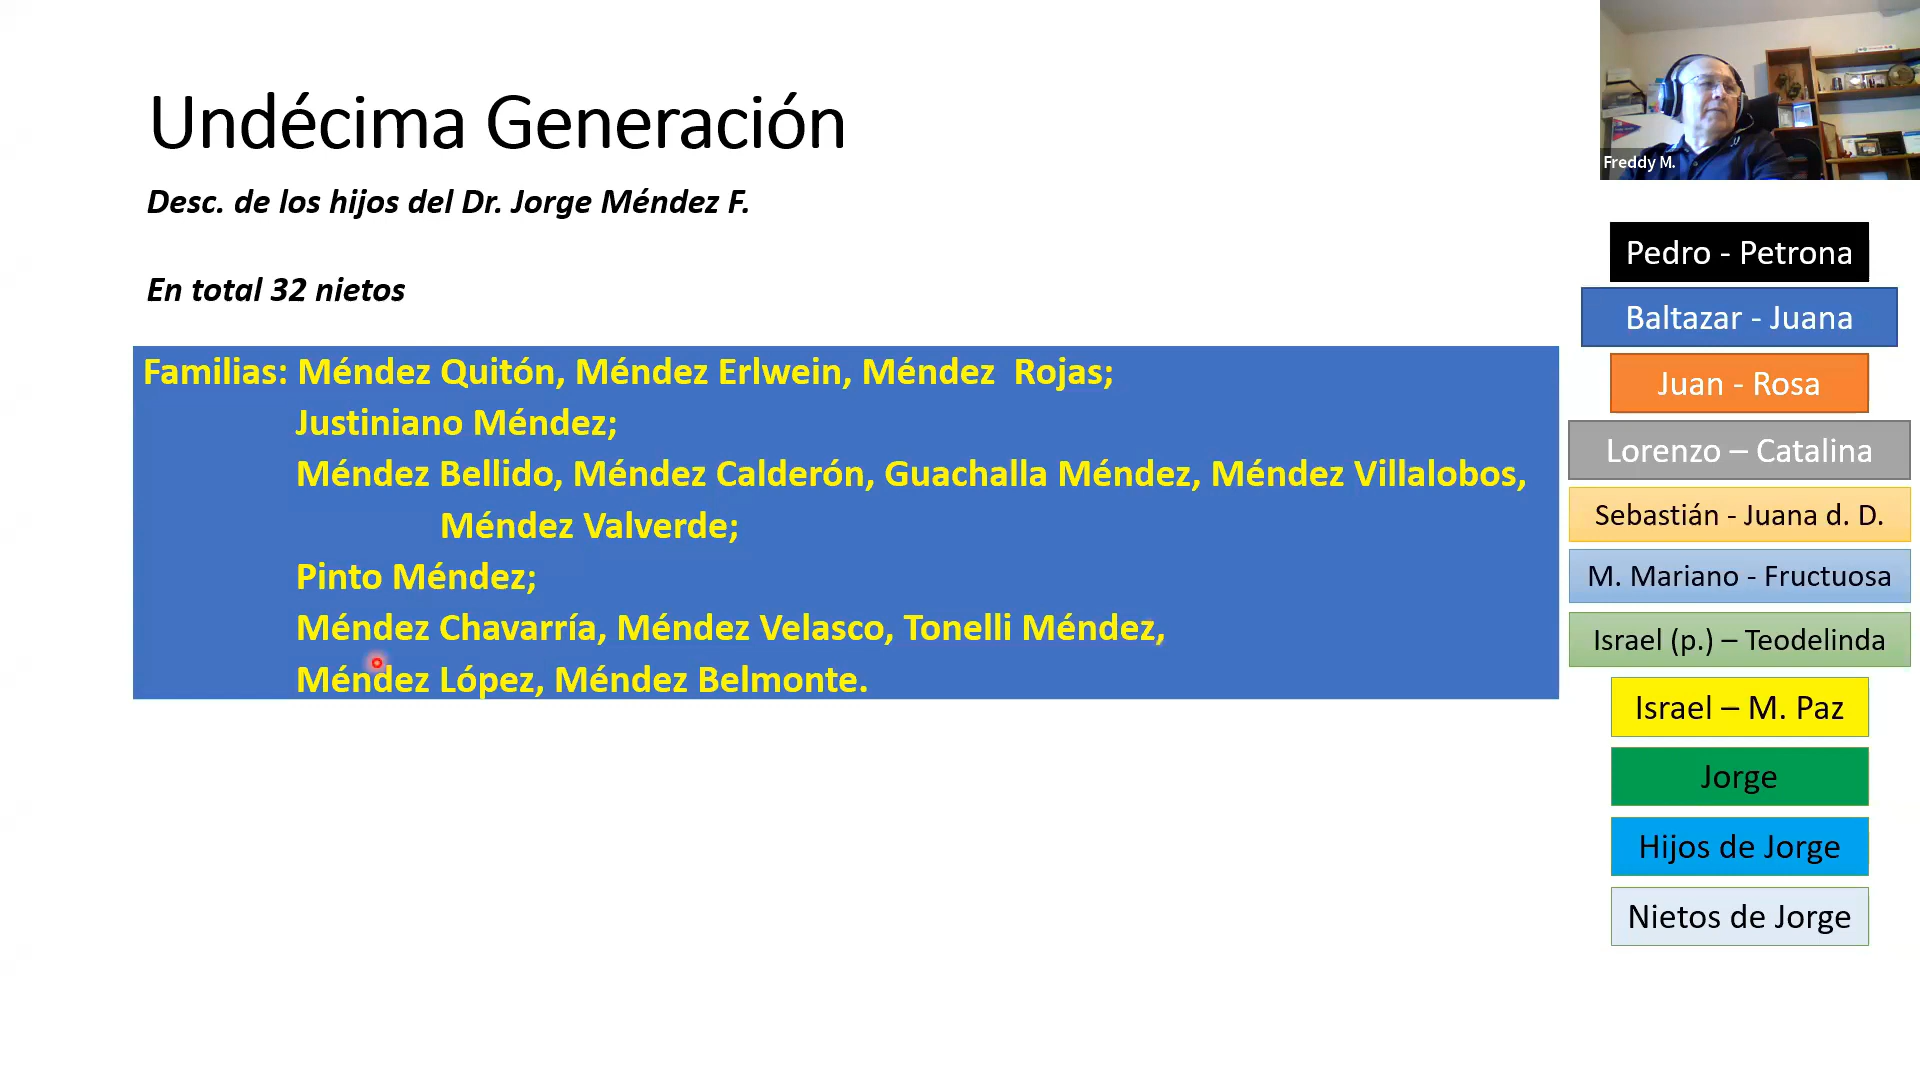 Undécima Generación
Desc. de los hijos del Dr. Jorge Méndez F.
En total 32 nietos
Familias: Méndez Quitón, Méndez Erlwein, Méndez  Rojas;
Justiniano Méndez;
Méndez Bellido, Méndez Calderón, Guachalla Méndez, Méndez Villalobos,
Méndez Valverde;
Pinto Méndez;
Méndez Chavarría, Méndez Velasco, Tonelli Méndez,
Méndez López, Méndez Belmonte.
Freddy M.
Pedro - Petrona
Baltazar - Juana
Juan - Rosa
Lorenzo – Catalina
Sebastián - Juana d. D.
M. Mariano - Fructuosa
Israel (p.) – Teodelinda
Israel – M. Paz
Jorge
Hijos de Jorge
Nietos de Jorge